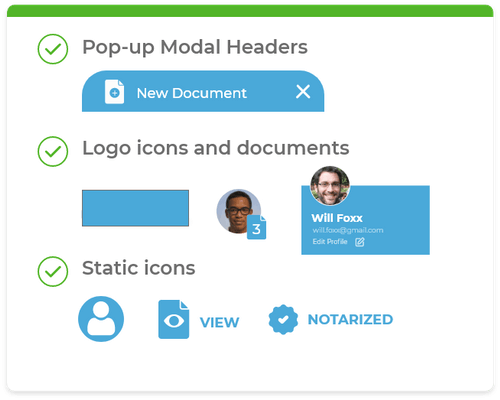 Pop-up Modal Headers
New Document
Logo icons and documents
3
Will Foxx
will.foxx@gmail.com
Edit Profile
Static icons
VIEW
NOTARIZED